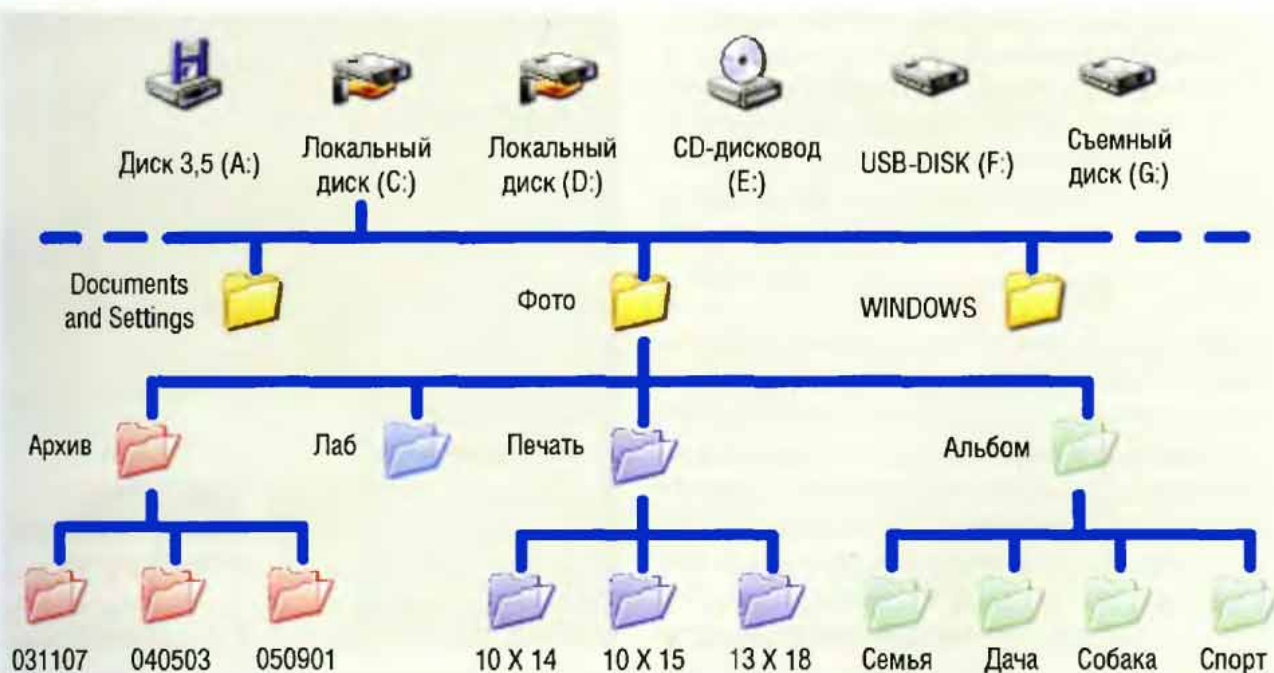 Диск 3,5 (A:)
Локальный
диск (C:)
Локальный
диск (D:)
CD-дисковод
(E:)
USB-DISK (F:)
Съемный
диск (G:)
Documents
and Settings
Фото
WINDOWS
Архив
Лаб
Печать
Альбом
031107
040503
050901
10 X 14
10 X 15
13 X 18
Семья
Дача
Собака
Спорт